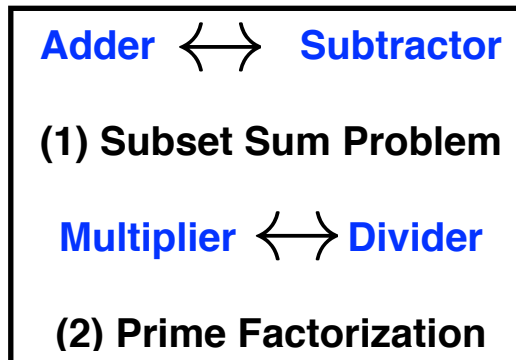 Adder ⤙⤚ Subtractor
(1) Subset Sum Problem
Multiplier ⤙⤚ Divider
(2) Prime Factorization